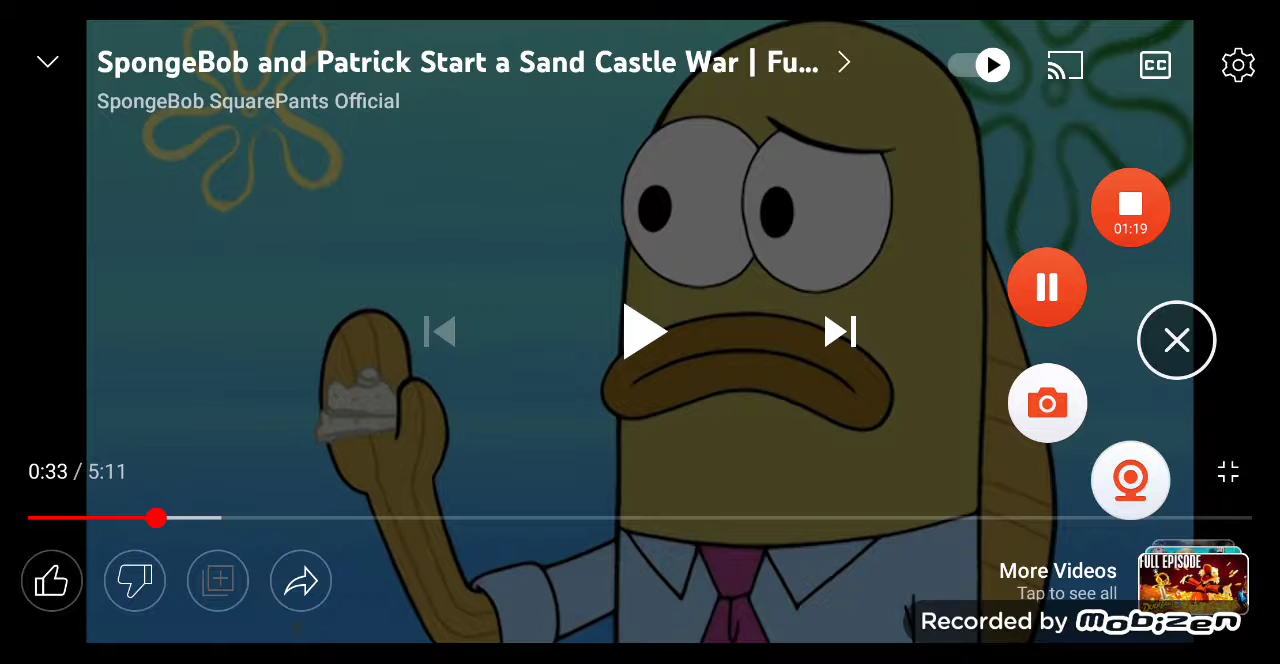 SpongeBob and Patrick Start a Sand Castle War | Fu...
SpongeBob SquarePants Official
CC
01:19
0:33 / 5:11
More Videos
Tap to see all
FULL EPISODE
Recorded by mobizen